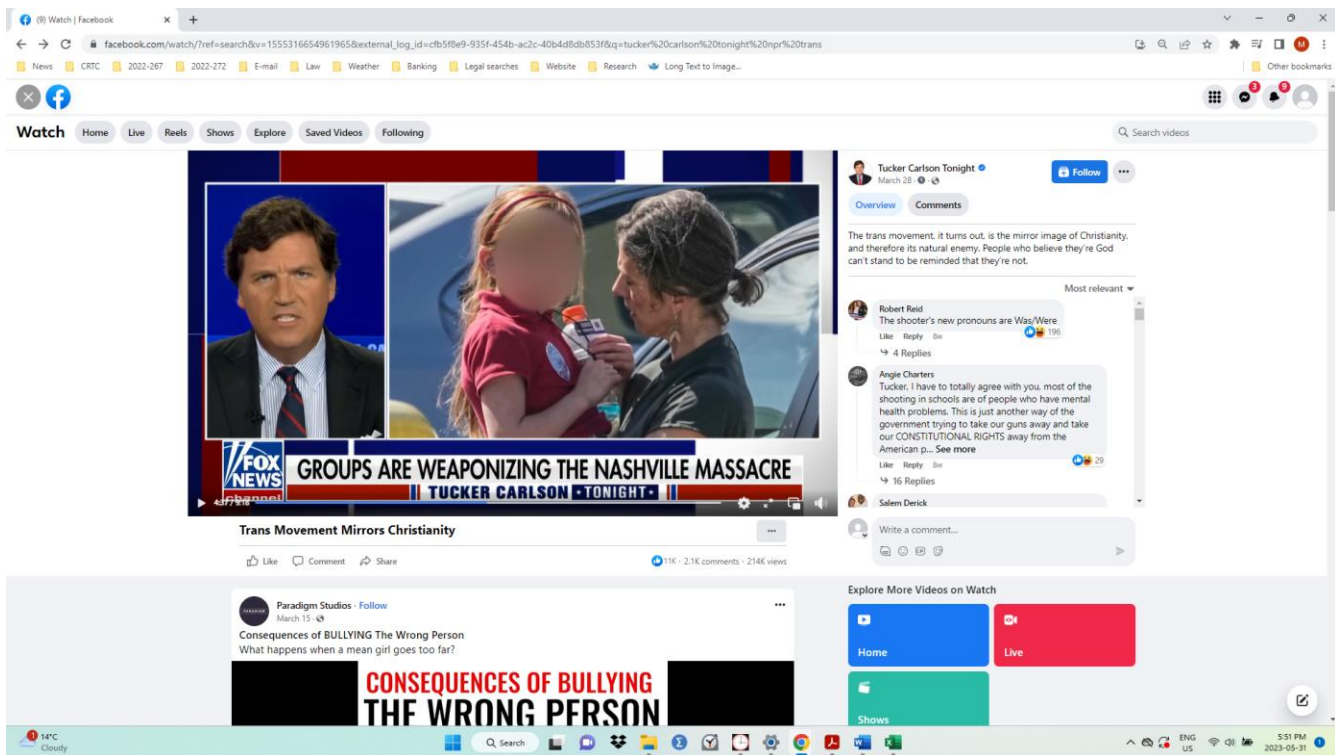 (9) Watch | Facebook
facebook.com/watch/?ref=search&v=1555316654961965&external_log_id=cfb5f8e9-935f-454b-ac2c-40b4d8db853f&q=tucker%20carlson%20tonight%20npr%20trans
News CRTC 2022-267 2022-272 E-mail Law Weather Banking Legal searches Website Research Long Text to Image... Other bookmarks
M
3 9
Watch Home Live Reels Shows Explore Saved Videos Following Search videos
FOX
NEWS
channel
GROUPS ARE WEAPONIZING THE NASHVILLE MASSACRE
TUCKER CARLSON TONIGHT
4:37 / 9:18
Trans Movement Mirrors Christianity
...
Like Comment Share 11K · 2.1K comments · 214K views
Tucker Carlson Tonight
March 28
Follow
Overview Comments
The trans movement, it turns out, is the mirror image of Christianity,
and therefore its natural enemy. People who believe they're God
can't stand to be reminded that they're not.
Most relevant
Robert Reid
The shooter's new pronouns are Was/Were
Like Reply 8w 196
4 Replies
Angie Charters
Tucker, I have to totally agree with you, most of the
shooting in schools are of people who have mental
health problems. This is just another way of the
government trying to take our guns away and take
our CONSTITUTIONAL RIGHTS away from the
American p... See more
Like Reply 8w 29
16 Replies
Salem Derick
Write a comment...
Paradigm Studios · Follow
March 15
Consequences of BULLYING The Wrong Person
What happens when a mean girl goes too far?
CONSEQUENCES OF BULLYING
THE WRONG PERSON
Explore More Videos on Watch
Home
Live
Shows
1
14°C
Cloudy
Search
ENG
US
5:51 PM
2023-05-31